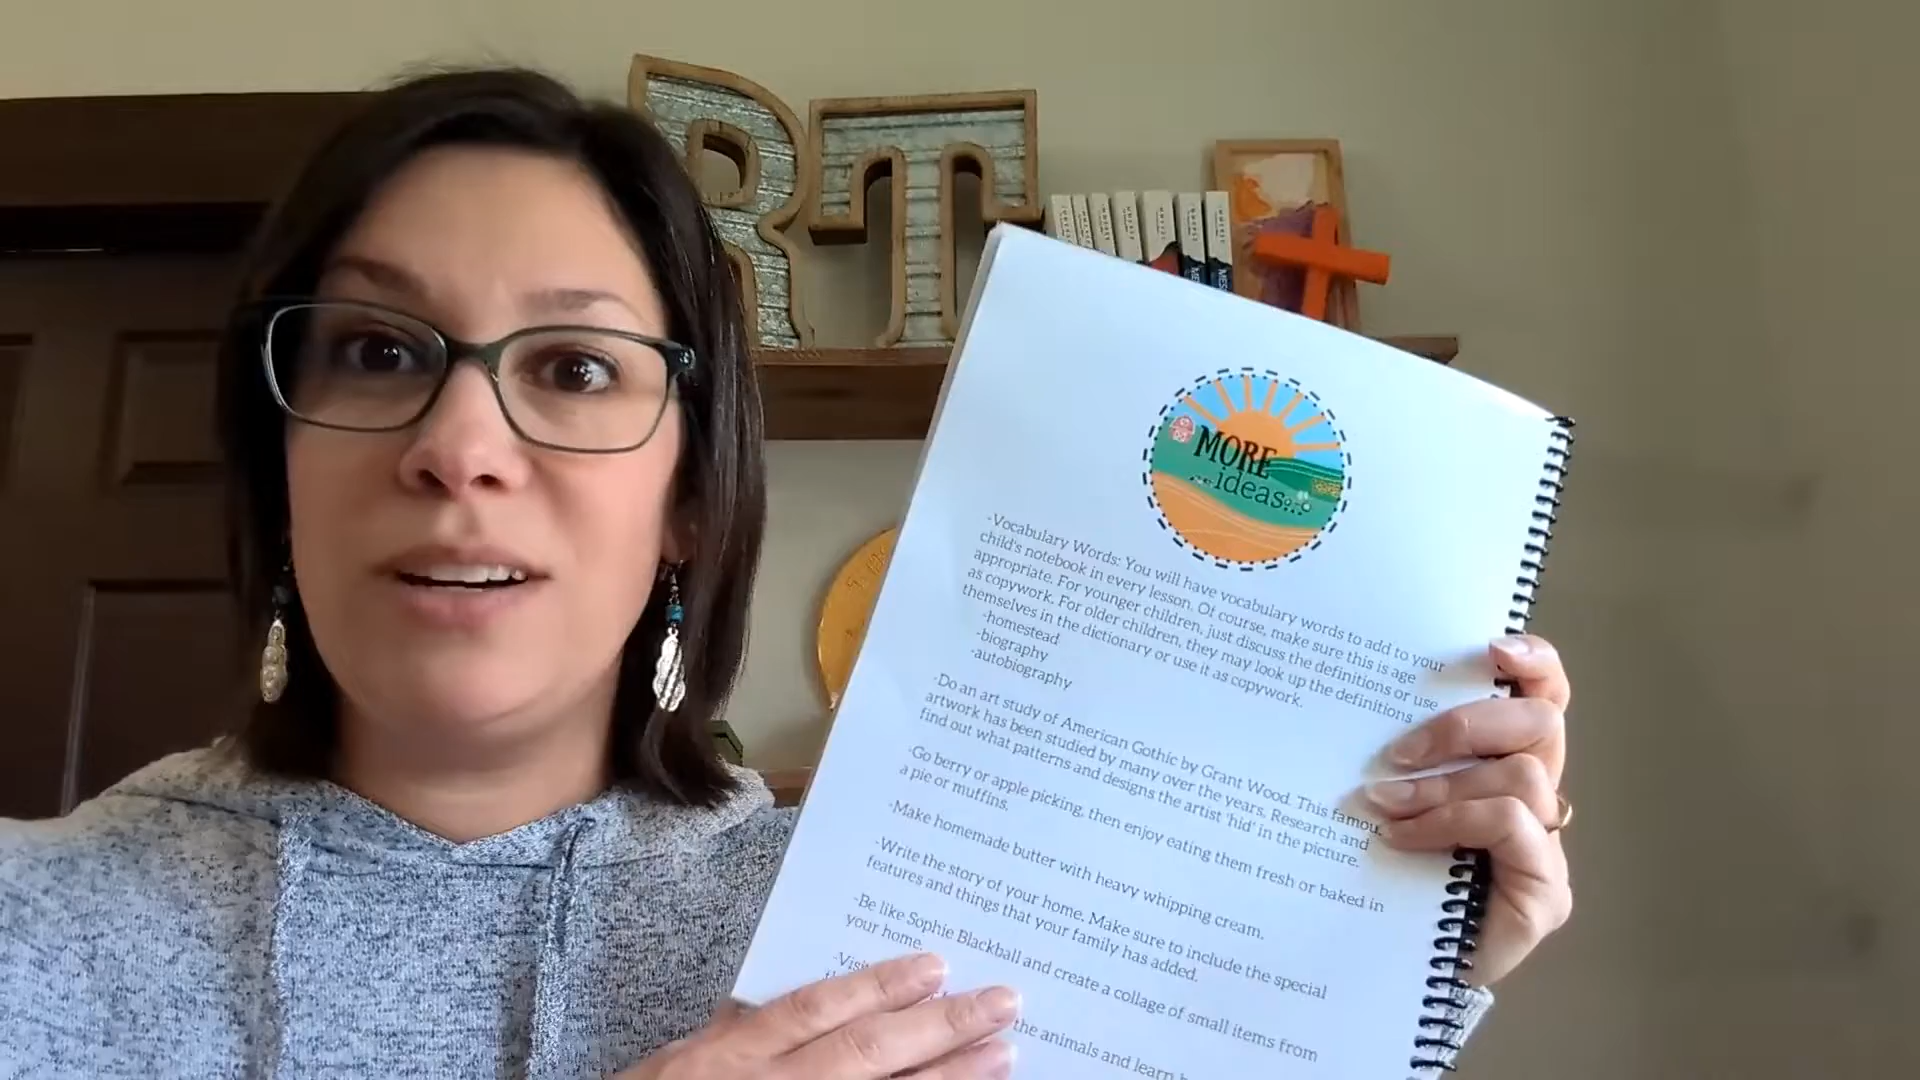 RT
MORE
ideas...
-Vocabulary Words: You will have vocabulary words to add to your
child's notebook in every lesson. Of course, make sure this is age
appropriate. For younger children, just discuss the definitions or use
as copywork. For older children, they may look up the definitions
themselves in the dictionary or use it as copywork.
-homestead
-biography
-autobiography
-Do an art study of American Gothic by Grant Wood. This famou
artwork has been studied by many over the years. Research and
find out what patterns and designs the artist 'hid' in the picture.
-Go berry or apple picking, then enjoy eating them fresh or baked in
a pie or muffins.
-Make homemade butter with heavy whipping cream.
-Write the story of your home. Make sure to include the special
features and things that your family has added.
-Be like Sophie Blackball and create a collage of small items from
your home.
-Visi
the animals and learn